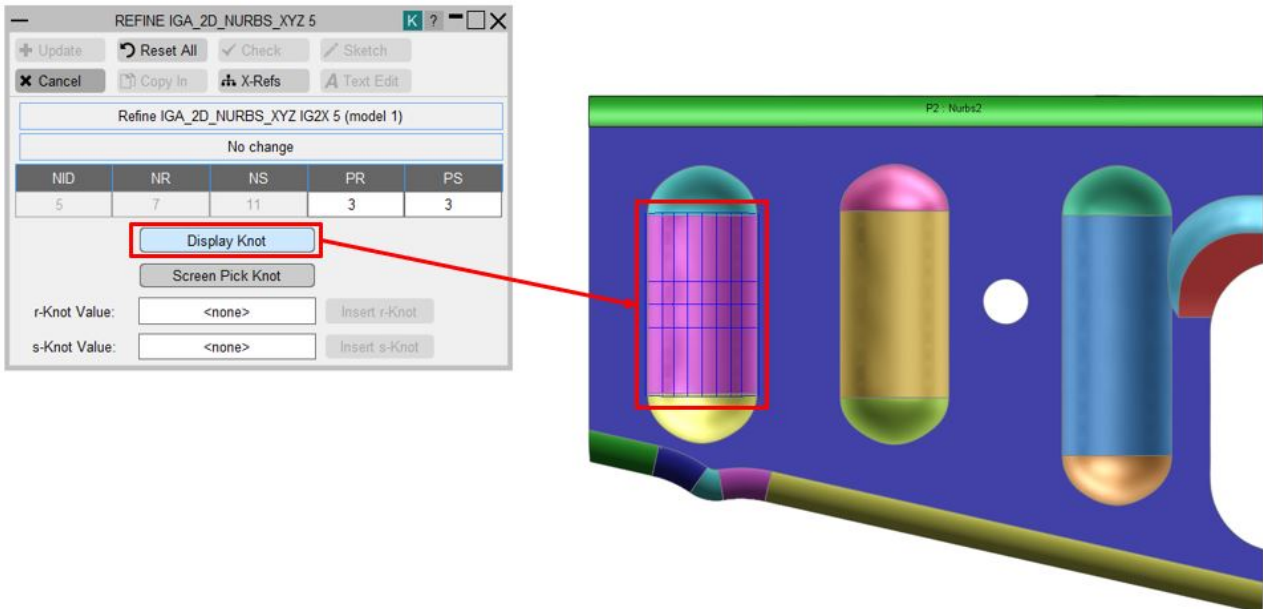 REFINE IGA_2D_NURBS_XYZ 5 K ?
Update Reset All Check Sketch
Cancel Copy In X-Refs A Text Edit
Refine IGA_2D_NURBS_XYZ IG2X 5 (model 1)
No change
NID NR NS PR PS
5 7 11 3 3
Display Knot
Screen Pick Knot
r-Knot Value: <none> Insert r-Knot
s-Knot Value: <none> Insert s-Knot
P2 : Nurbs2